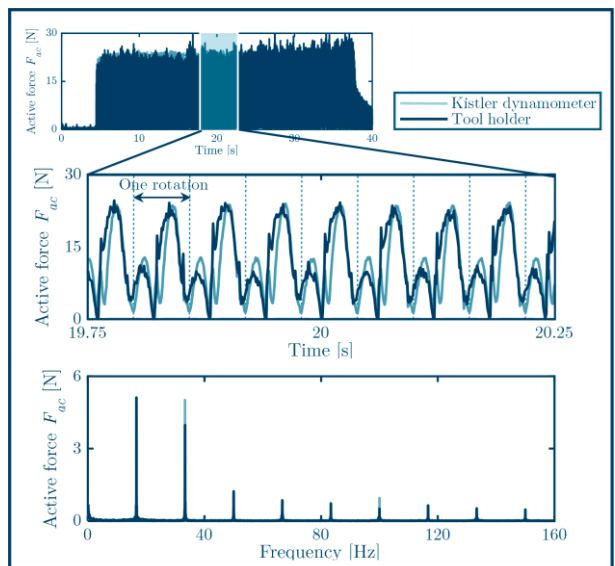 Active force F_ac [N]
30
15
0
0
10
20
30
40
Time [s]
Kistler dynamometer
Tool holder
Active force F_ac [N]
30
15
0
One rotation
19.75
20
20.25
Time [s]
Active force F_ac [N]
6
3
0
0
40
80
120
160
Frequency [Hz]